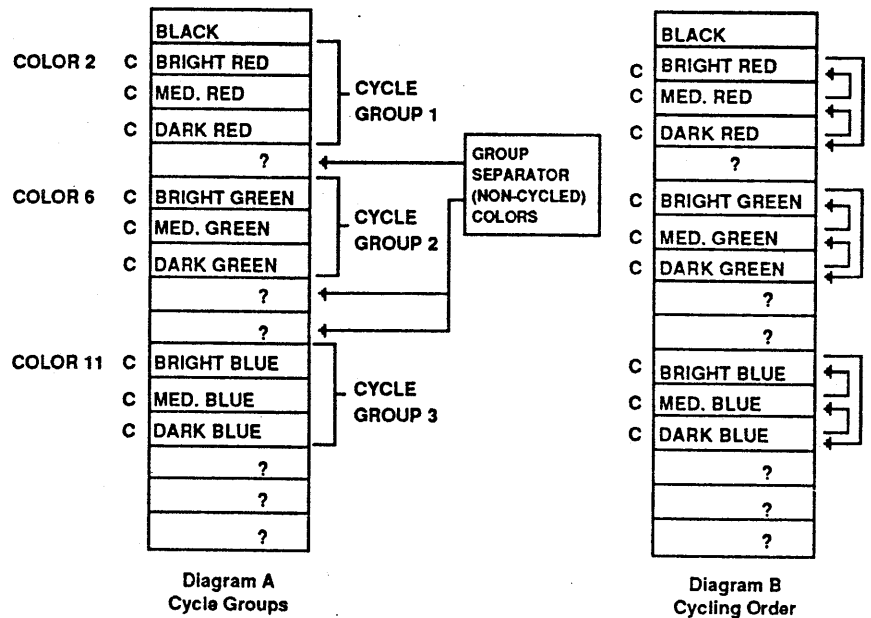 BLACK
COLOR 2 C BRIGHT RED
C MED. RED
C DARK RED
?
COLOR 6 C BRIGHT GREEN
C MED. GREEN
C DARK GREEN
?
?
COLOR 11 C BRIGHT BLUE
C MED. BLUE
C DARK BLUE
?
?
?
CYCLE
GROUP 1
CYCLE
GROUP 2
CYCLE
GROUP 3
GROUP
SEPARATOR
(NON-CYCLED)
COLORS
Diagram A
Cycle Groups
BLACK
C BRIGHT RED
C MED. RED
C DARK RED
?
C BRIGHT GREEN
C MED. GREEN
C DARK GREEN
?
?
C BRIGHT BLUE
C MED. BLUE
C DARK BLUE
?
?
?
Diagram B
Cycling Order